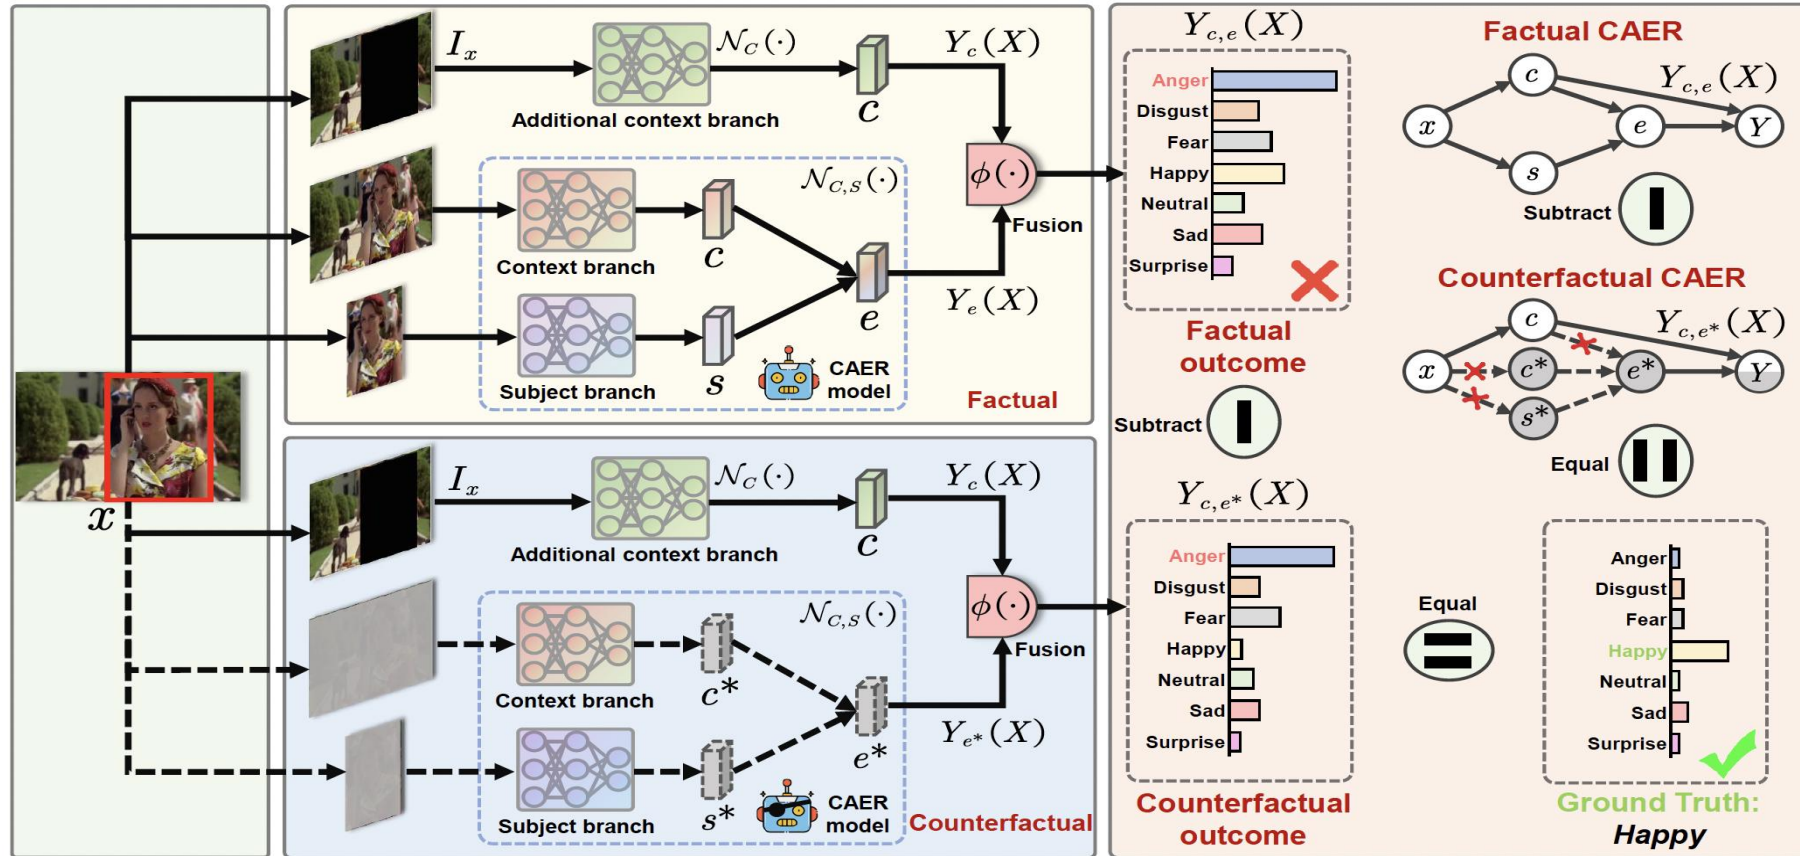 x
I_x
N_C(·)
Y_c(X)
Additional context branch
c
N_{C,S}(·)
Context branch
c
φ(·)
Fusion
Subject branch
s
e
Y_e(X)
CAER
model
Factual
I_x
N_C(·)
Y_c(X)
Additional context branch
c
N_{C,S}(·)
Context branch
c*
φ(·)
Fusion
Subject branch
s*
e*
Y_{e*}(X)
CAER
model
Counterfactual
Y_{c,e}(X)
Anger
Disgust
Fear
Happy
Neutral
Sad
Surprise
Factual
outcome
Subtract
Y_{c,e*}(X)
Anger
Disgust
Fear
Happy
Neutral
Sad
Surprise
Counterfactual
outcome
Factual CAER
x
c
s
e
Y
Y_{c,e}(X)
Subtract
Counterfactual CAER
x
c
c*
s*
e*
Y
Y_{c,e*}(X)
Equal
Equal
Anger
Disgust
Fear
Happy
Neutral
Sad
Surprise
Ground Truth:
Happy